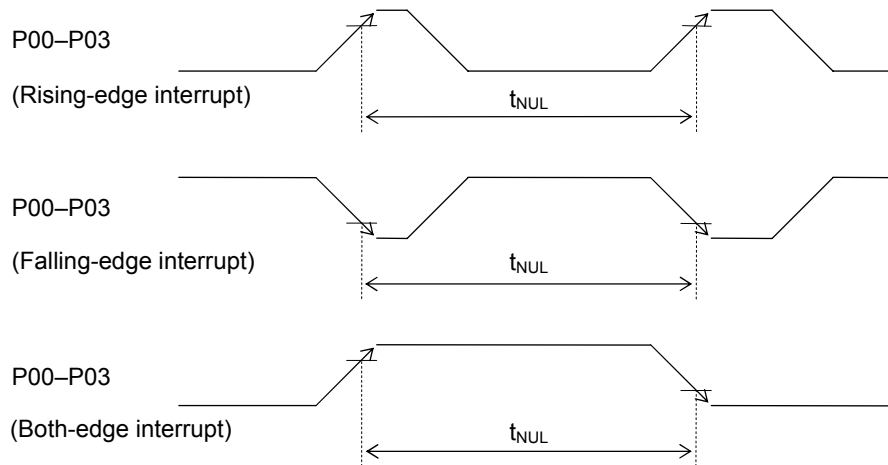 P00–P03
(Rising-edge interrupt)
tNUL
P00–P03
(Falling-edge interrupt)
tNUL
P00–P03
(Both-edge interrupt)
tNUL